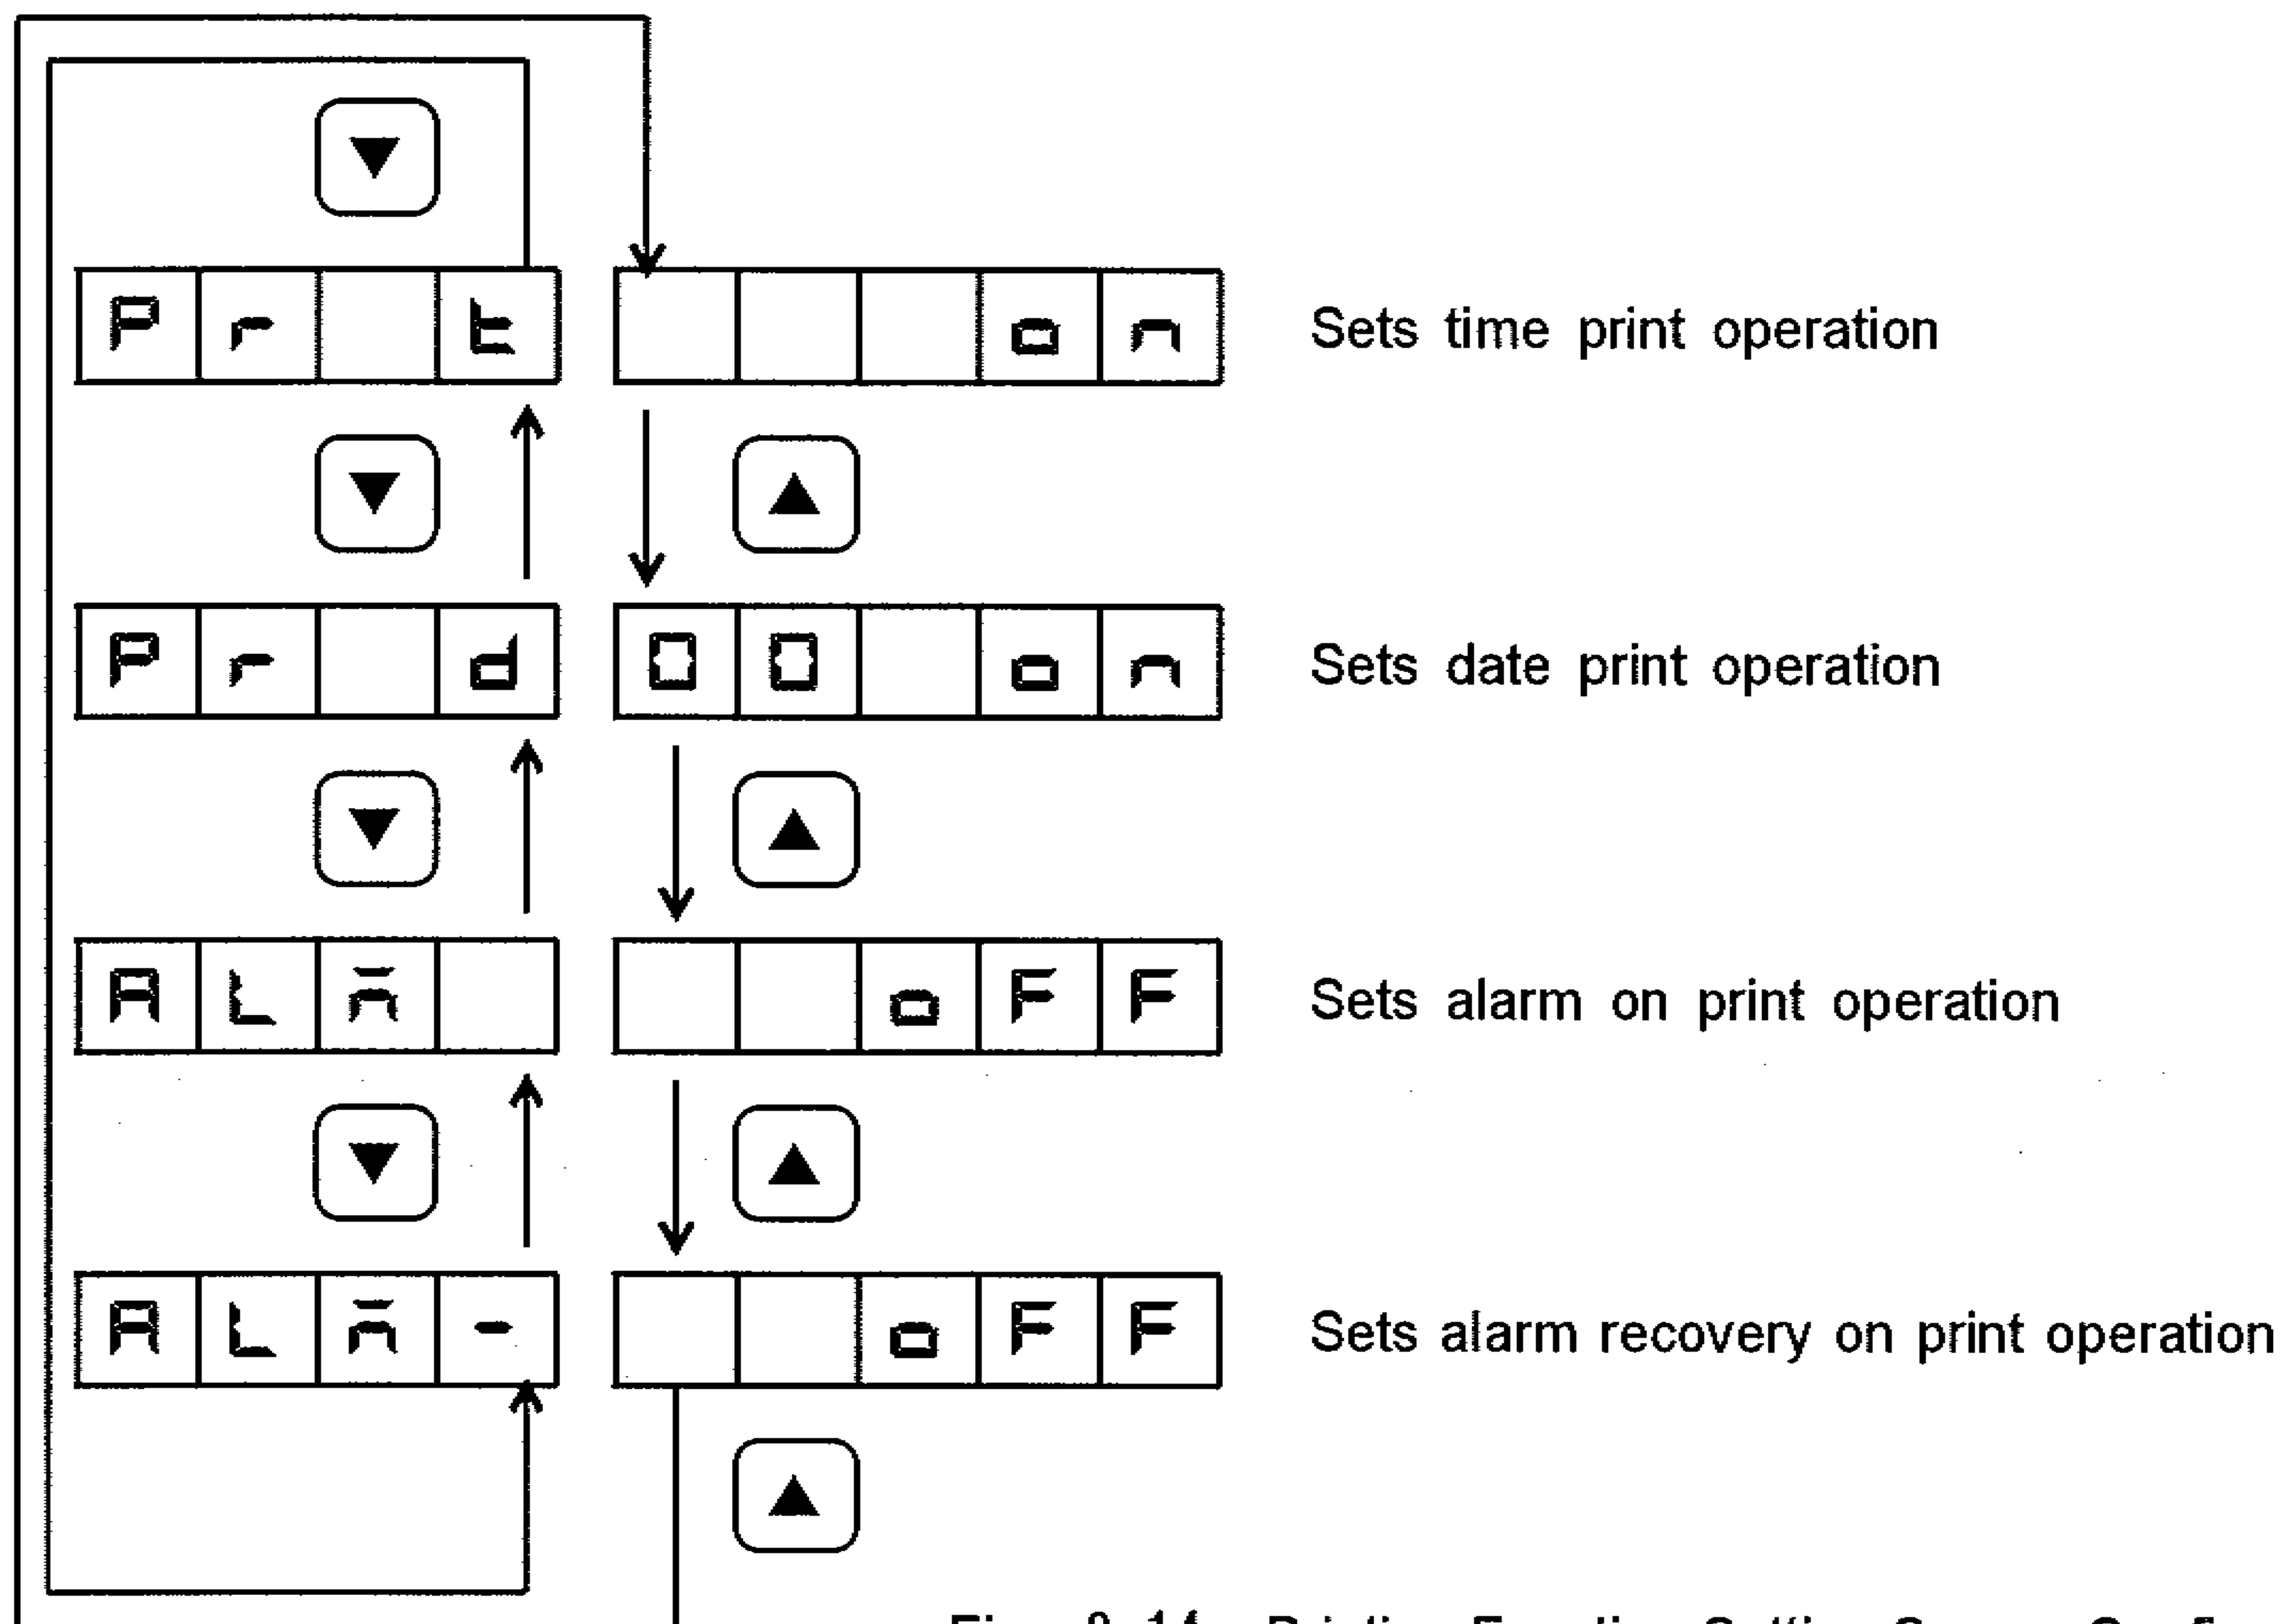 Pr t on Sets time print operation
Pr d 00 on Sets date print operation
ALM oFF Sets alarm on print operation
ALM- oFF Sets alarm recovery on print operation